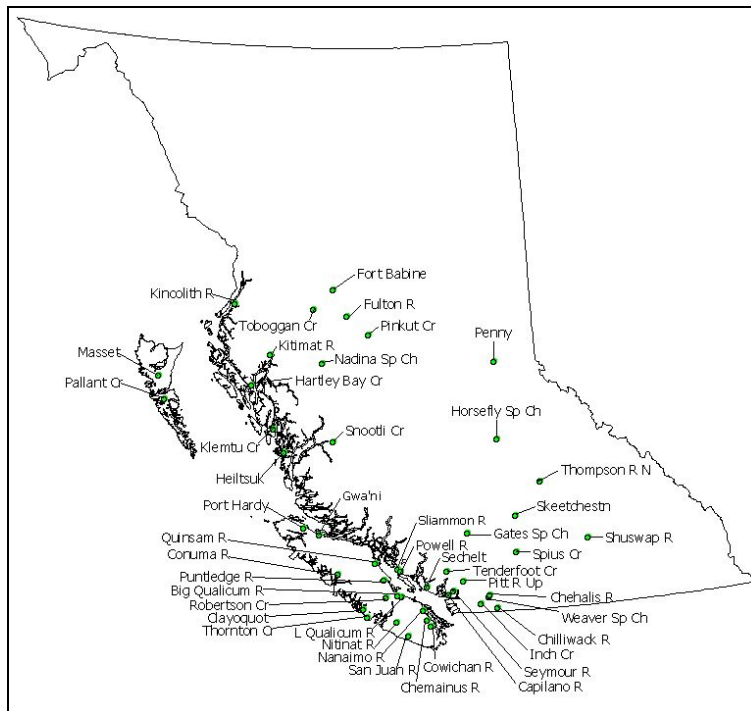 Fort Babine
Kincolith R
Fulton R
Toboggan Cr
Pinkut Cr
Penny
Kitimat R
Masset
Nadina Sp Ch
Hartley Bay Cr
Pallant Cr
Horsefly Sp Ch
Snootli Cr
Klemtu Cr
Thompson R N
Heiltsuk
Gwa'ni
Port Hardy
Skeetchestn
Sliammon R
Gates Sp Ch
Quinsam R
Powell R
Shuswap R
Conuma R
Sechelt
Spius Cr
Tenderfoot Cr
Puntledge R
Pitt R Up
Big Qualicum R
Chehalis R
Robertson Cr
Clayoquot
Weaver Sp Ch
Thornton Cr
L Qualicum R
Chilliwack R
Nitinat R
Inch Cr
Nanaimo R
San Juan R
Cowichan R
Seymour R
Chemainus R
Capilano R